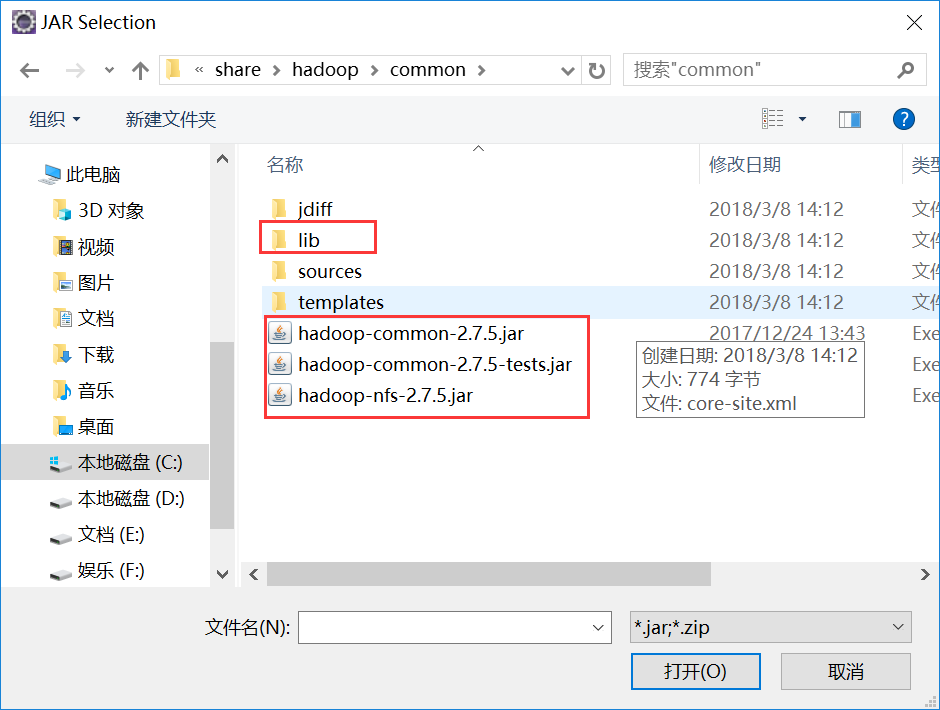 JAR Selection
« share › hadoop › common ›
搜索"common"
组织
新建文件夹
?
此电脑
3D 对象
视频
图片
文档
下载
音乐
桌面
本地磁盘 (C:)
本地磁盘 (D:)
文档 (E:)
娱乐 (F:)
名称 修改日期 类型
jdiff 2018/3/8 14:12 文件
lib 2018/3/8 14:12 文件
sources 2018/3/8 14:12 文件
templates 2018/3/8 14:12 文件
hadoop-common-2.7.5.jar 2017/12/24 13:43 Exe
hadoop-common-2.7.5-tests.jar Exe
hadoop-nfs-2.7.5.jar Exe
创建日期: 2018/3/8 14:12
大小: 774 字节
文件: core-site.xml
文件名(N):
*.jar;*.zip
打开(O)
取消